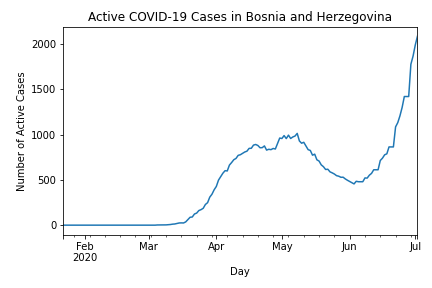 Active COVID-19 Cases in Bosnia and Herzegovina
Number of Active Cases
2000
1500
1000
500
0
Feb
2020
Mar
Apr
May
Jun
Jul
Day